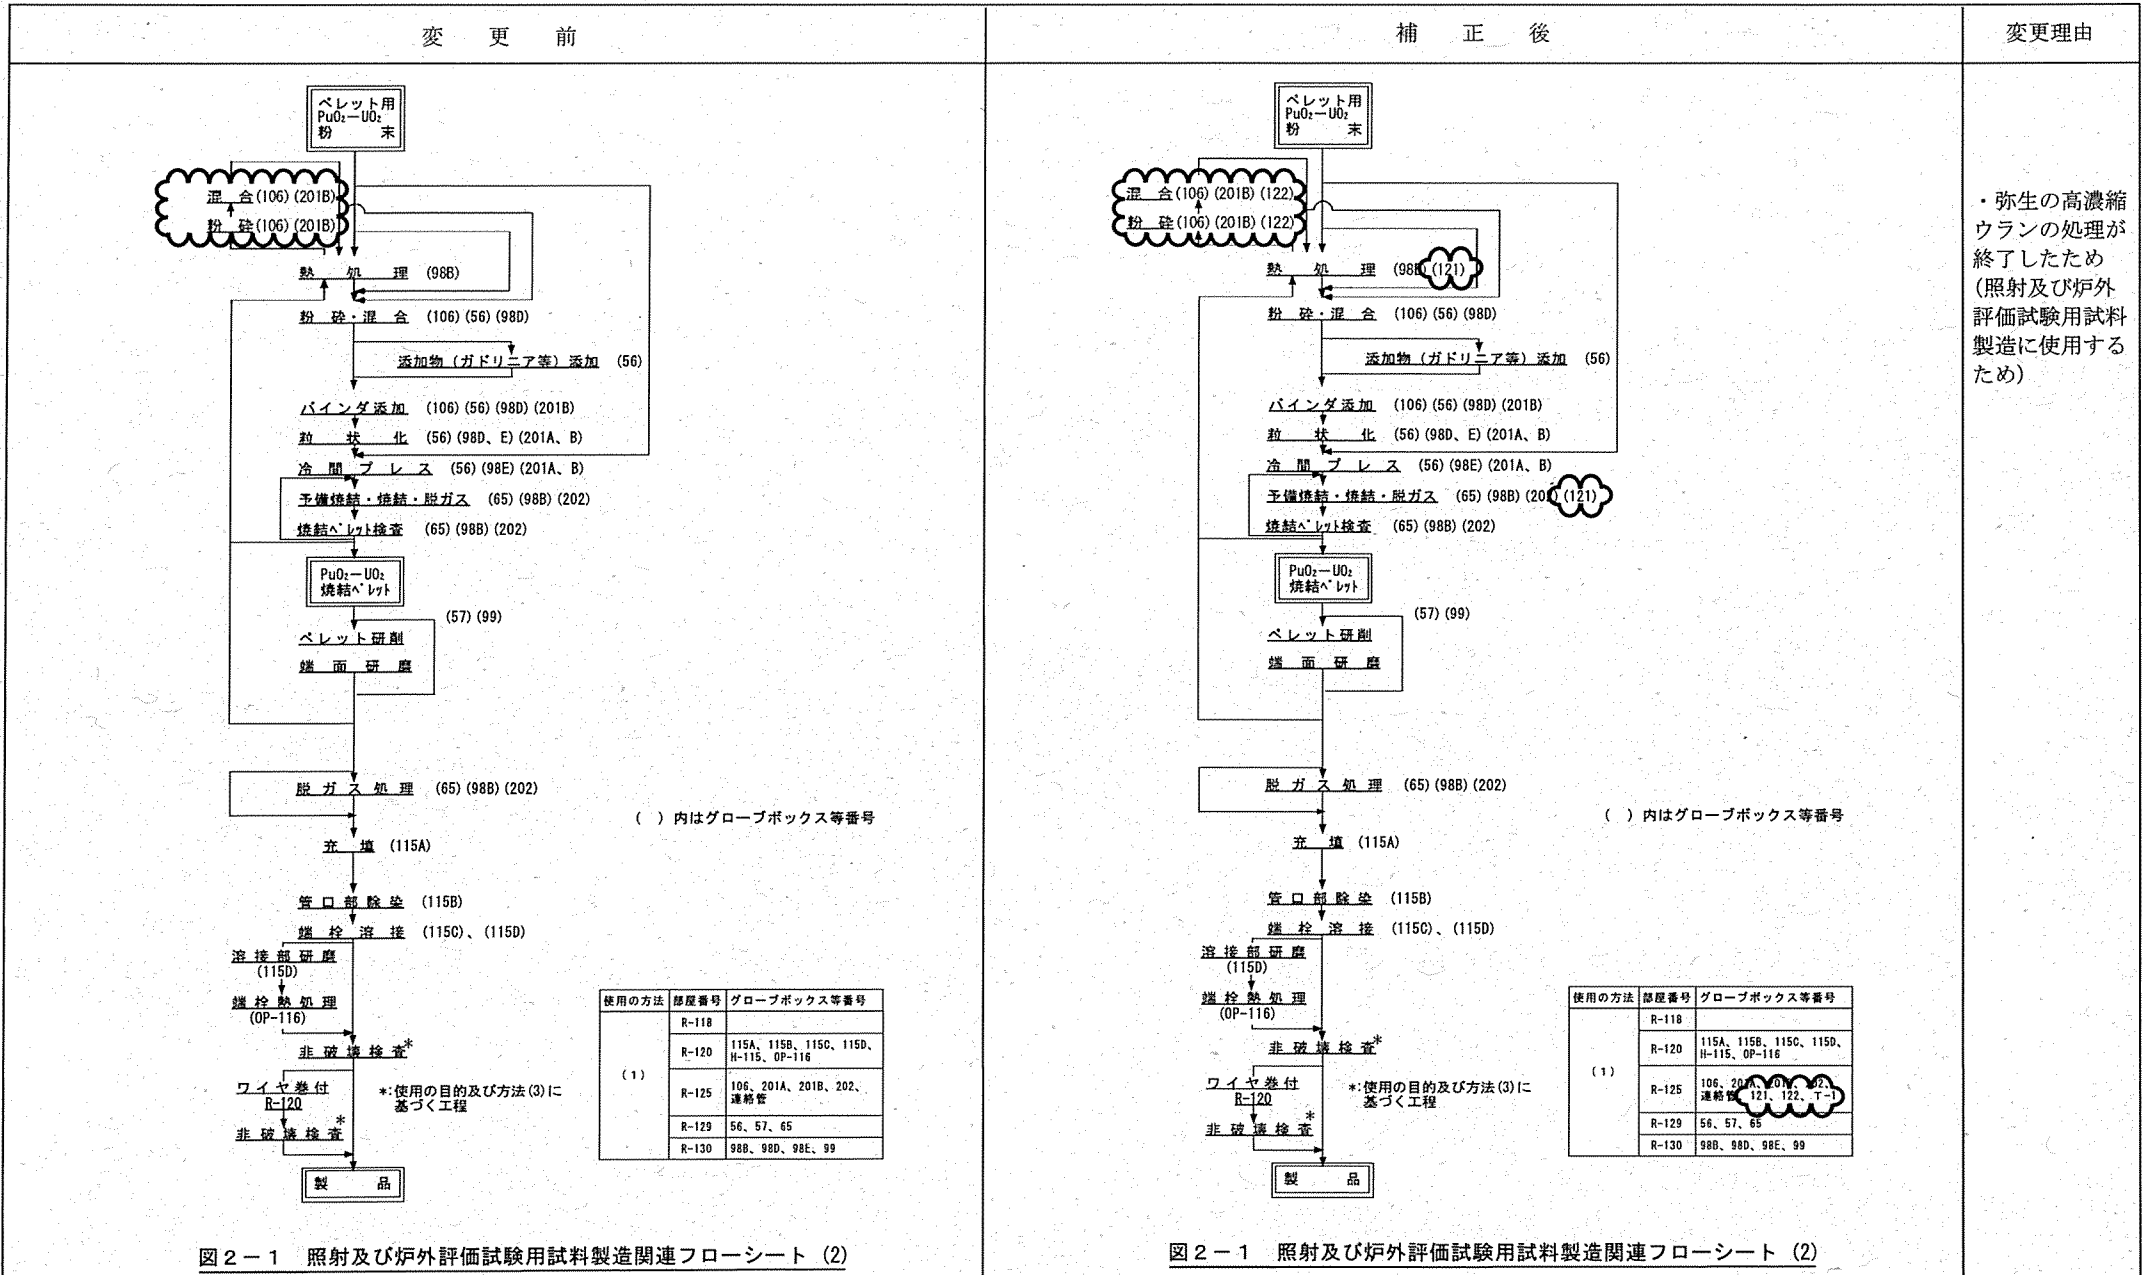 変更前
補正後
変更理由
ペレット用
PuO₂－UO₂
粉末
混合(106)(201B)
粉砕(106)(201B)
熱処理 (98B)
粉砕・混合 (106)(56)(98D)
添加物（ガドリニア等）添加 (56)
バインダ添加 (106)(56)(98D)(201B)
粒状化 (56)(98D、E)(201A、B)
冷間プレス (56)(98E)(201A、B)
予備焼結・焼結・脱ガス (65)(98B)(202)
焼結ペレット検査 (65)(98B)(202)
PuO₂－UO₂
焼結ペレット
(57)(99)
ペレット研削
端面研磨
脱ガス処理 (65)(98B)(202)
（ ）内はグローブボックス等番号
充填 (115A)
管口部除染 (115B)
端栓溶接 (115C)、(115D)
溶接部研磨
(115D)
端栓熱処理
(OP-116)
非破壊検査*
ワイヤ巻付
R-120
非破壊検査*
*:使用の目的及び方法(3)に
基づく工程
製品
使用の方法 部屋番号 グローブボックス等番号
(1)
R-118
R-120 115A、115B、115C、115D、
H-115、OP-116
R-125 106、201A、201B、202、
連絡管
R-129 56、57、65
R-130 98B、98D、98E、99
図２－１ 照射及び炉外評価試験用試料製造関連フローシート (2)
ペレット用
PuO₂－UO₂
粉末
混合(106)(201B)(122)
粉砕(106)(201B)(122)
熱処理 (98B)(121)
粉砕・混合 (106)(56)(98D)
添加物（ガドリニア等）添加 (56)
バインダ添加 (106)(56)(98D)(201B)
粒状化 (56)(98D、E)(201A、B)
冷間プレス (56)(98E)(201A、B)
予備焼結・焼結・脱ガス (65)(98B)(202)(121)
焼結ペレット検査 (65)(98B)(202)
PuO₂－UO₂
焼結ペレット
(57)(99)
ペレット研削
端面研磨
脱ガス処理 (65)(98B)(202)
（ ）内はグローブボックス等番号
充填 (115A)
管口部除染 (115B)
端栓溶接 (115C)、(115D)
溶接部研磨
(115D)
端栓熱処理
(OP-116)
非破壊検査*
ワイヤ巻付
R-120
非破壊検査*
*:使用の目的及び方法(3)に
基づく工程
製品
使用の方法 部屋番号 グローブボックス等番号
(1)
R-118
R-120 115A、115B、115C、115D、
H-115、OP-116
R-125 106、201A、201B、202、
連絡管、121、122、T-1
R-129 56、57、65
R-130 98B、98D、98E、99
図２－１ 照射及び炉外評価試験用試料製造関連フローシート (2)
・弥生の高濃縮
ウランの処理が
終了したため
（照射及び炉外
評価試験用試料
製造に使用する
ため）